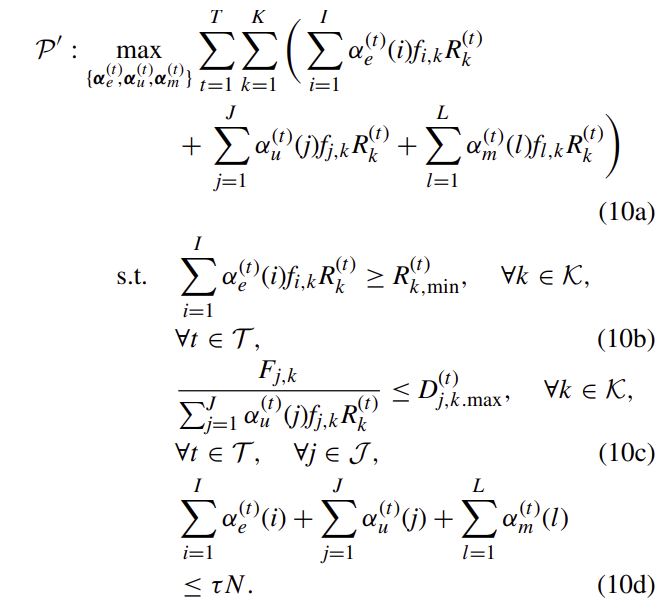 𝒫′ : max_{{𝜶_e^{(t)},𝜶_u^{(t)},𝜶_m^{(t)}}} ∑_{t=1}^{T} ∑_{k=1}^{K} ( ∑_{i=1}^{I} α_e^{(t)}(i)f_{i,k}R_k^{(t)}
+ ∑_{j=1}^{J} α_u^{(t)}(j)f_{j,k}R_k^{(t)} + ∑_{l=1}^{L} α_m^{(t)}(l)f_{l,k}R_k^{(t)} )
(10a)
s.t. ∑_{i=1}^{I} α_e^{(t)}(i)f_{i,k}R_k^{(t)} ≥ R_{k,min}^{(t)}, ∀k ∈ 𝒦,
∀t ∈ 𝒯, (10b)
F_{j,k} / ∑_{j=1}^{J} α_u^{(t)}(j)f_{j,k}R_k^{(t)} ≤ D_{j,k.max}^{(t)}, ∀k ∈ 𝒦,
∀t ∈ 𝒯, ∀j ∈ 𝒥, (10c)
∑_{i=1}^{I} α_e^{(t)}(i) + ∑_{j=1}^{J} α_u^{(t)}(j) + ∑_{l=1}^{L} α_m^{(t)}(l)
≤ τN. (10d)